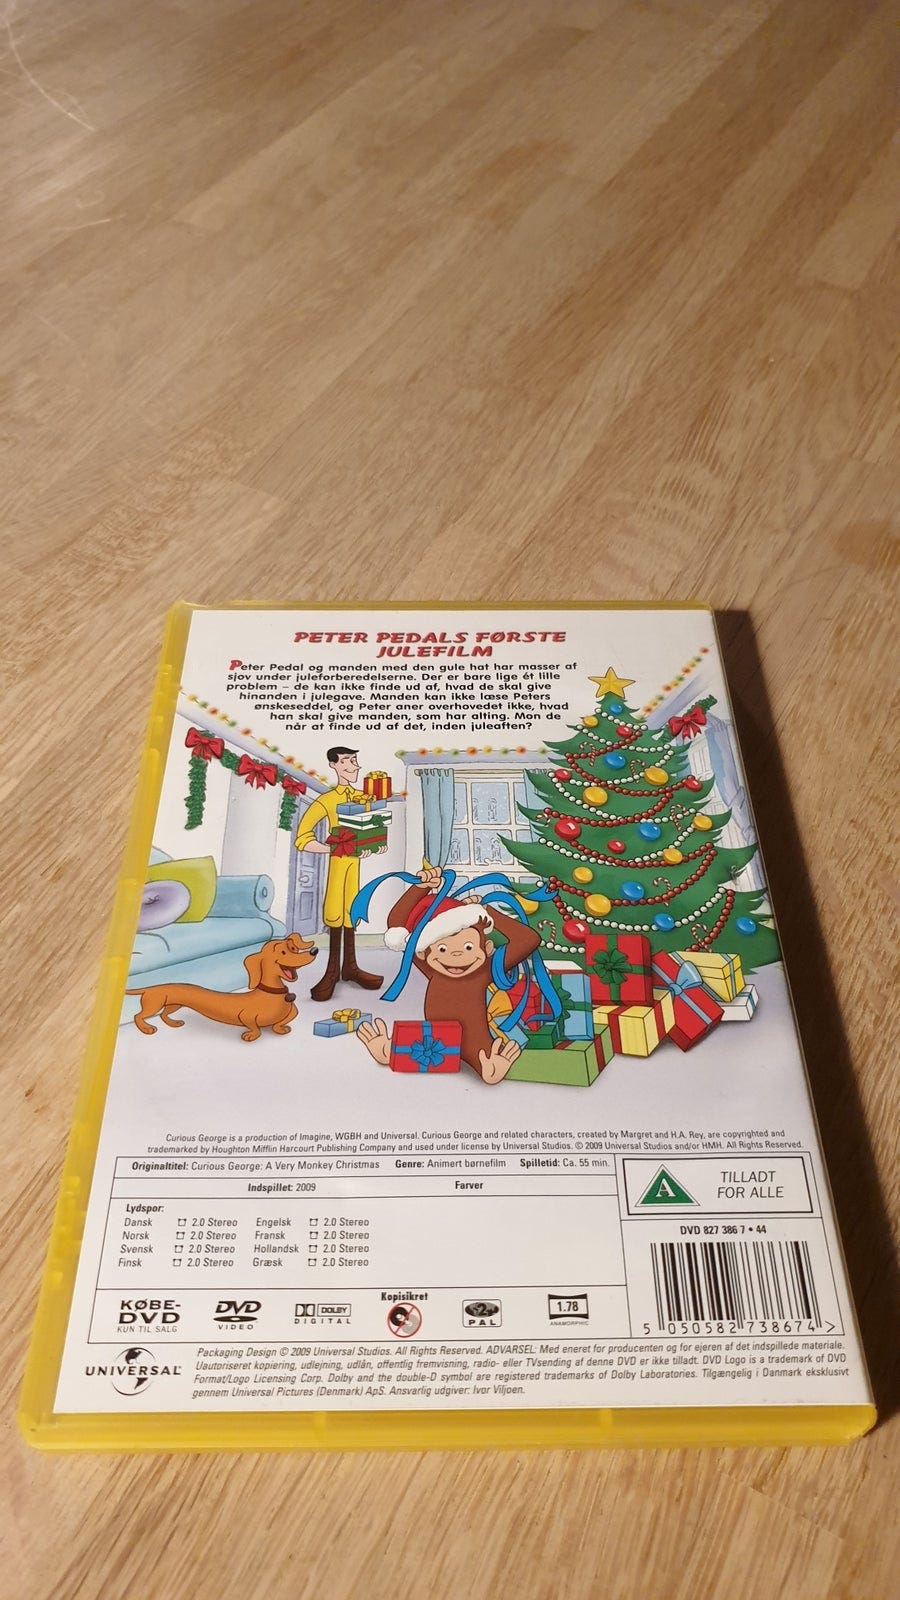 PETER PEDALS FØRSTE
JULEFILM
Peter Pedal og manden med den gule hat har masser af
sjov under juleforberedelserne. Der er bare lige ét lille
problem – de kan ikke finde ud af, hvad de skal give
hinanden i julegave. Manden kan ikke læse Peters
ønskeseddel, og Peter aner overhovedet ikke, hvad
han skal give manden, som har alting. Mon de
når at finde ud af det, inden juleaften?
Curious George is a production of Imagine, WGBH and Universal. Curious George and related characters, created by Margret and H.A. Rey, are copyrighted and
trademarked by Houghton Mifflin Harcourt Publishing Company and used under license by Universal Studios. © 2009 Universal Studios and/or HMH. All Rights Reserved.
Originaltitel: Curious George: A Very Monkey Christmas Genre: Animert børnefilm Spilletid: Ca. 55 min.
Indspillet: 2009 Farver
Lydspor:
Dansk 2.0 Stereo Engelsk 2.0 Stereo
Norsk 2.0 Stereo Fransk 2.0 Stereo
Svensk 2.0 Stereo Hollandsk 2.0 Stereo
Finsk 2.0 Stereo Græsk 2.0 Stereo
A TILLADT
FOR ALLE
DVD 827 386 7 • 44
5 050582 738674 >
KØBE-
DVD
KUN TIL SALG
DVD
VIDEO
DOLBY
DIGITAL
Kopisikret
2
PAL
1.78
ANAMORPHIC
UNIVERSAL
Packaging Design © 2009 Universal Studios. All Rights Reserved. ADVARSEL: Med eneret for producenten og for ejeren af det indspillede materiale.
Uautoriseret kopiering, udlejning, udlån, offentlig fremvisning, radio- eller TVsending af denne DVD er ikke tilladt. DVD Logo is a trademark of DVD
Format/Logo Licensing Corp. Dolby and the double-D symbol are registered trademarks of Dolby Laboratories. Tilgængelig i Danmark eksklusivt
gennem Universal Pictures (Denmark) ApS. Ansvarlig udgiver: Ivor Viljoen.